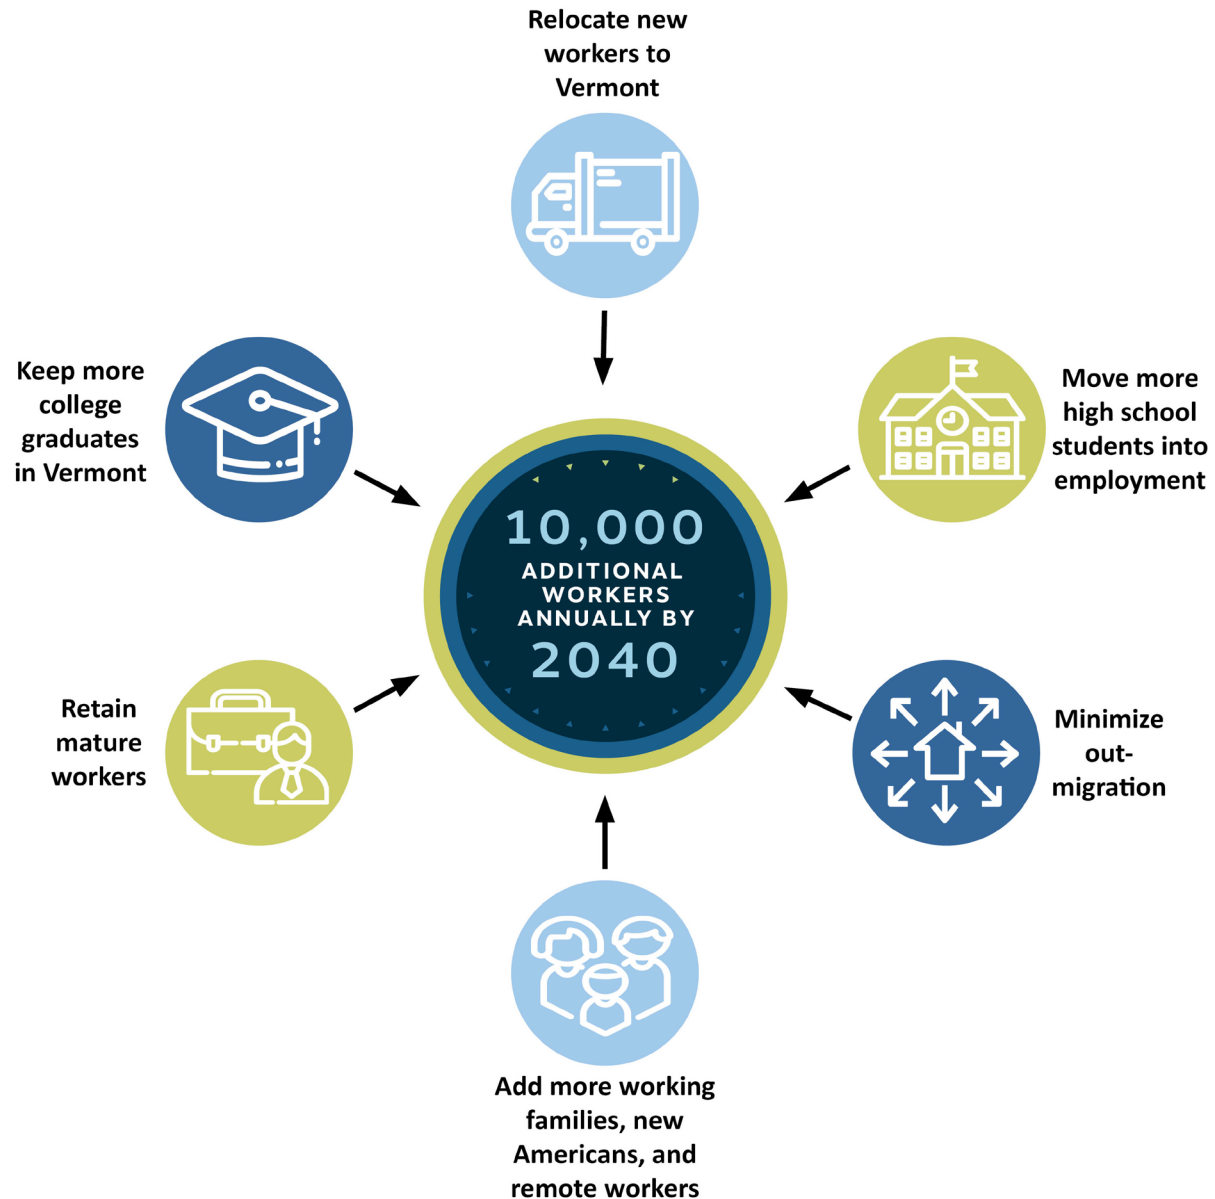 Relocate new
workers to
Vermont
Keep more
college
graduates
in Vermont
Move more
high school
students into
employment
10,000
ADDITIONAL
WORKERS
ANNUALLY BY
2040
Retain
mature
workers
Minimize
out-
migration
Add more working
families, new
Americans, and
remote workers